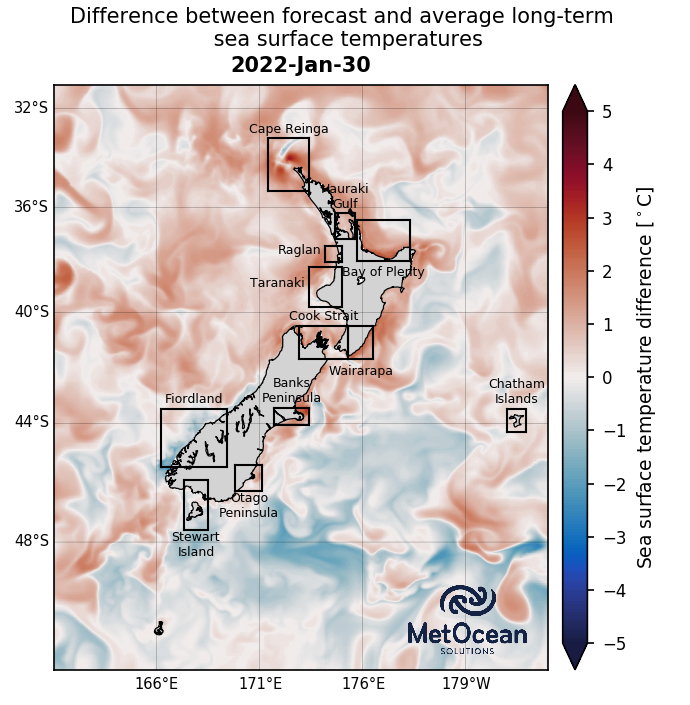 Difference between forecast and average long-term
sea surface temperatures
2022-Jan-30
32°S
36°S
40°S
44°S
48°S
Cape Reinga
Hauraki
Gulf
Raglan
Bay of Plenty
Taranaki
Cook Strait
Wairarapa
Banks
Peninsula
Fiordland
Chatham
Islands
Otago
Peninsula
Stewart
Island
MetOcean
SOLUTIONS
166°E
171°E
176°E
179°W
5
4
3
2
1
0
−1
−2
−3
−4
−5
Sea surface temperature difference [°C]